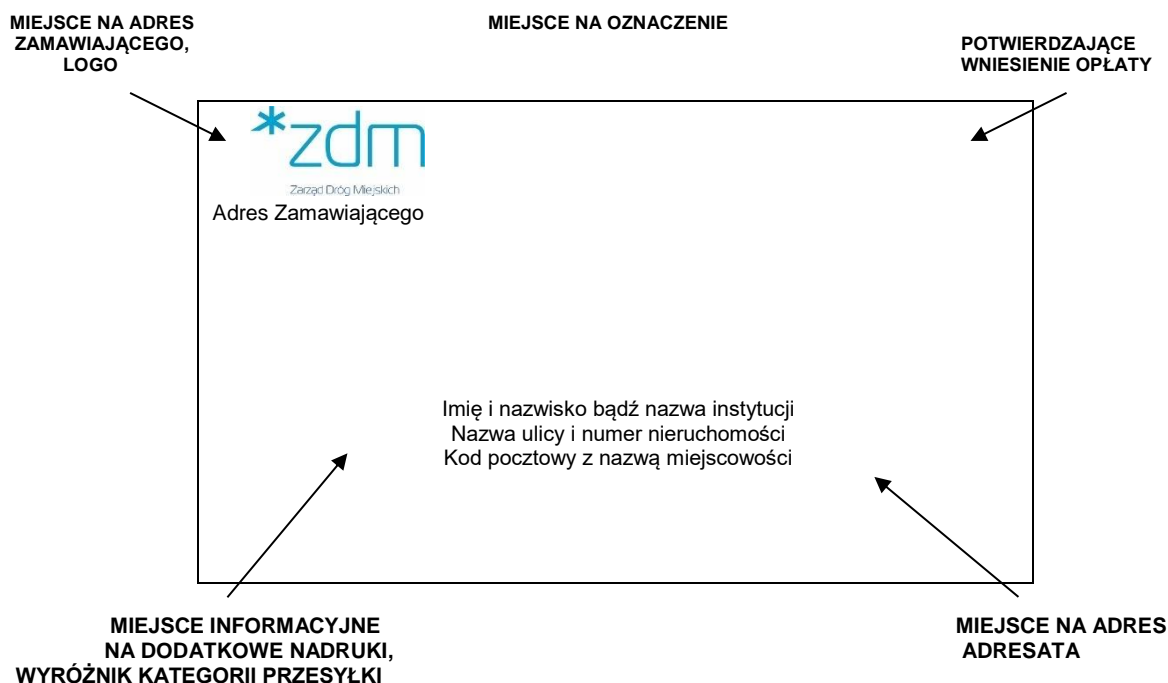 MIEJSCE NA ADRES
ZAMAWIAJĄCEGO,
LOGO
MIEJSCE NA OZNACZENIE
POTWIERDZAJĄCE
WNIESIENIE OPŁATY
*zdm
Zarząd Dróg Miejskich
Adres Zamawiającego
Imię i nazwisko bądź nazwa instytucji
Nazwa ulicy i numer nieruchomości
Kod pocztowy z nazwą miejscowości
MIEJSCE INFORMACYJNE
NA DODATKOWE NADRUKI,
WYRÓŻNIK KATEGORII PRZESYŁKI
MIEJSCE NA ADRES
ADRESATA